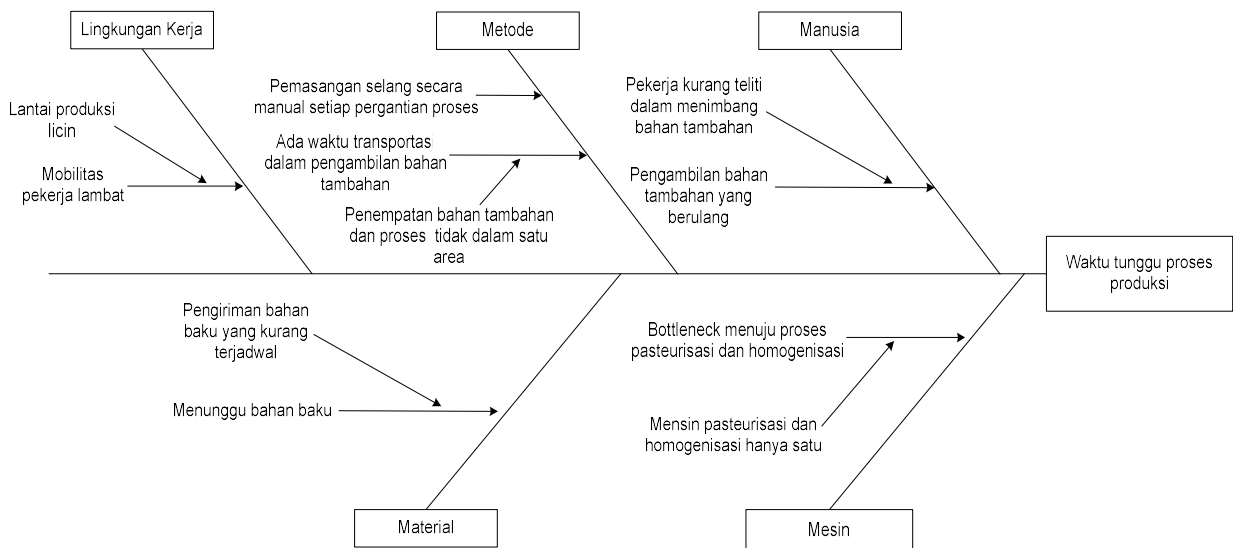 Lingkungan Kerja
Metode
Manusia
Lantai produksi
licin
Mobilitas
pekerja lambat
Pemasangan selang secara
manual setiap pergantian proses
Ada waktu transportas
dalam pengambilan bahan
tambahan
Penempatan bahan tambahan
dan proses tidak dalam satu
area
Pekerja kurang teliti
dalam menimbang
bahan tambahan
Pengambilan bahan
tambahan yang
berulang
Waktu tunggu proses
produksi
Pengiriman bahan
baku yang kurang
terjadwal
Menunggu bahan baku
Bottleneck menuju proses
pasteurisasi dan homogenisasi
Mensin pasteurisasi dan
homogenisasi hanya satu
Material
Mesin